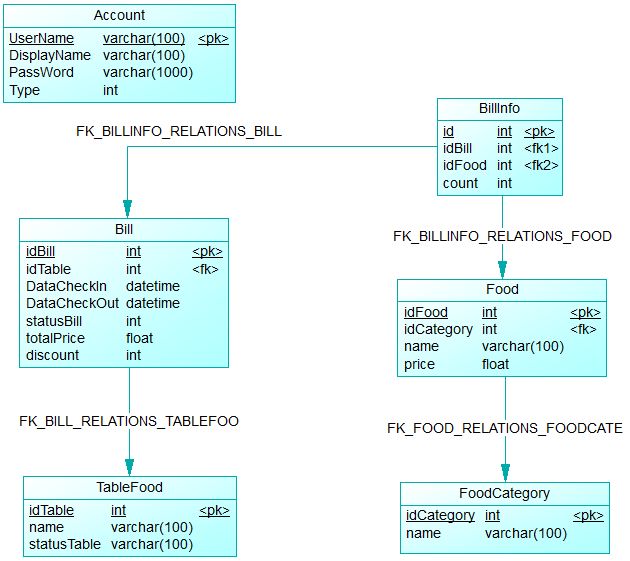 Account
UserName varchar(100) <pk>
DisplayName varchar(100)
PassWord varchar(1000)
Type int
BillInfo
id int <pk>
idBill int <fk1>
idFood int <fk2>
count int
FK_BILLINFO_RELATIONS_BILL
Bill
idBill int <pk>
idTable int <fk>
DataCheckIn datetime
DataCheckOut datetime
statusBill int
totalPrice float
discount int
FK_BILLINFO_RELATIONS_FOOD
Food
idFood int <pk>
idCategory int <fk>
name varchar(100)
price float
FK_BILL_RELATIONS_TABLEFOO
FK_FOOD_RELATIONS_FOODCATE
TableFood
idTable int <pk>
name varchar(100)
statusTable varchar(100)
FoodCategory
idCategory int <pk>
name varchar(100)